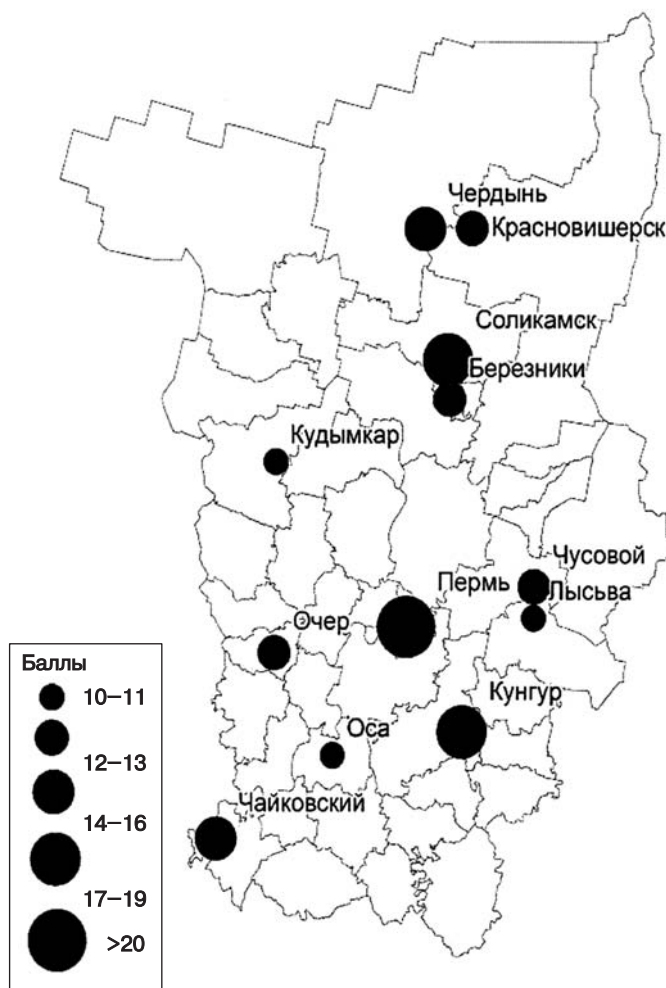 Чердынь
Красновишерск
Соликамск
Березники
Кудымкар
Чусовой
Пермь
Лысьва
Очер
Кунгур
Оса
Чайковский
Баллы
10–11
12–13
14–16
17–19
>20